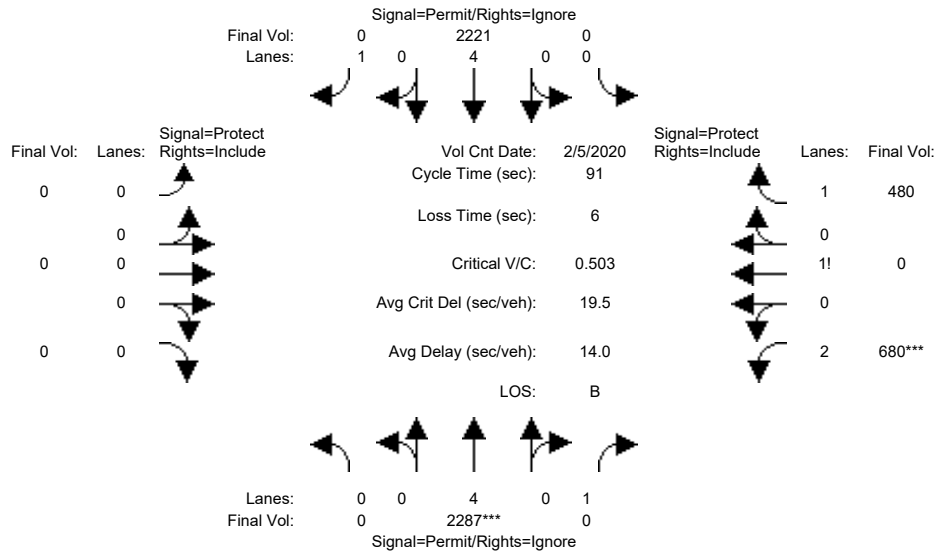 Signal=Permit/Rights=Ignore
Final Vol: 0 2221 0
Lanes: 1 0 4 0 0
Signal=Protect
Final Vol: Lanes: Rights=Include
Vol Cnt Date: 2/5/2020
Signal=Protect
Rights=Include Lanes: Final Vol:
Cycle Time (sec): 91
0 0
1 480
Loss Time (sec): 6
0
0
0 0
Critical V/C: 0.503
1! 0
0
Avg Crit Del (sec/veh): 19.5
0
0 0
Avg Delay (sec/veh): 14.0
2 680***
LOS: B
Lanes: 0 0 4 0 1
Final Vol: 0 2287*** 0
Signal=Permit/Rights=Ignore